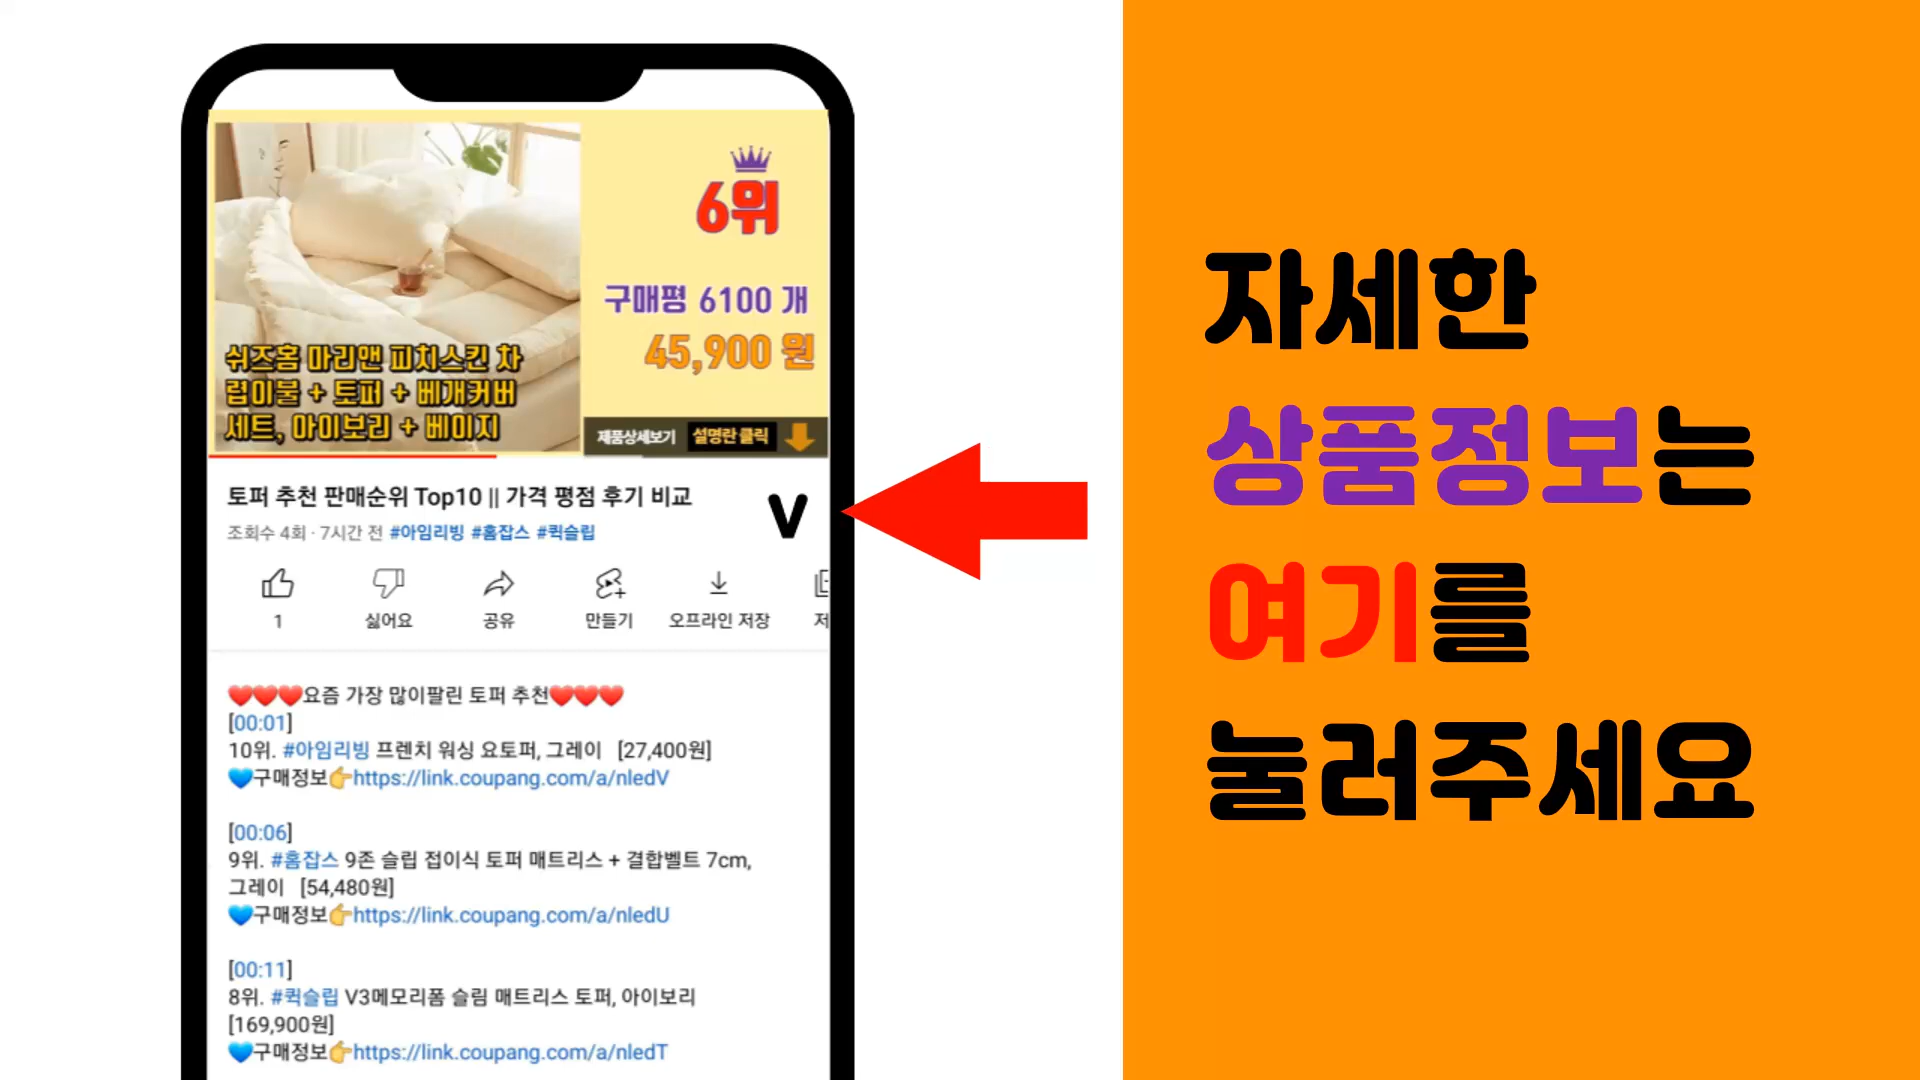 6위
구매평 6100 개
45,900 원
쉬즈홈 마리앤 피치스킨 차
렵이불 + 토퍼 + 베개커버
세트, 아이보리 + 베이지
제품상세보기 설명란 클릭
토퍼 추천 판매순위 Top10 || 가격 평점 후기 비교
V
조회수 4회 · 7시간 전 #아임리빙 #홈잡스 #퀵슬립
1 싫어요 공유 만들기 오프라인 저장 저
❤️❤️❤️요즘 가장 많이팔린 토퍼 추천❤️❤️❤️
[00:01]
10위. #아임리빙 프렌치 워싱 요토퍼, 그레이 [27,400원]
💙구매정보👉https://link.coupang.com/a/nledV
[00:06]
9위. #홈잡스 9존 슬립 접이식 토퍼 매트리스 + 결합벨트 7cm,
그레이 [54,480원]
💙구매정보👉https://link.coupang.com/a/nledU
[00:11]
8위. #퀵슬립 V3메모리폼 슬림 매트리스 토퍼, 아이보리
[169,900원]
💙구매정보👉https://link.coupang.com/a/nledT
자세한
상품정보는
여기를
눌러주세요